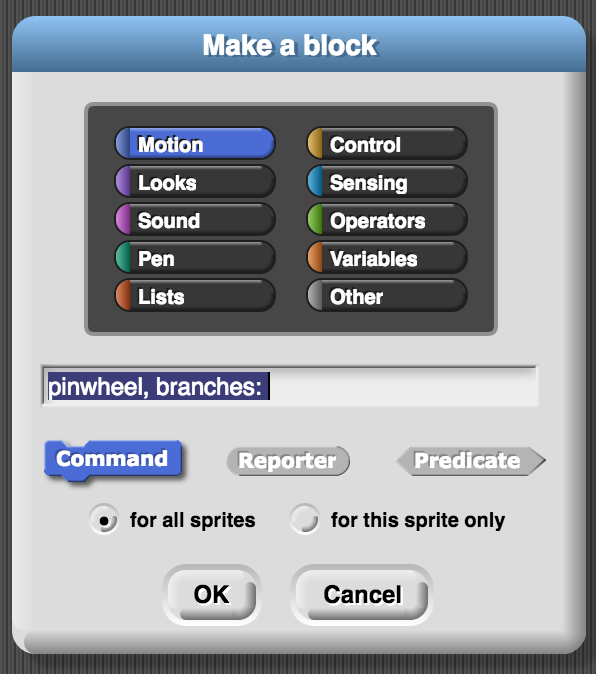 Make a block
Motion
Control
Looks
Sensing
Sound
Operators
Pen
Variables
Lists
Other
pinwheel, branches:
Command
Reporter
Predicate
for all sprites
for this sprite only
OK
Cancel